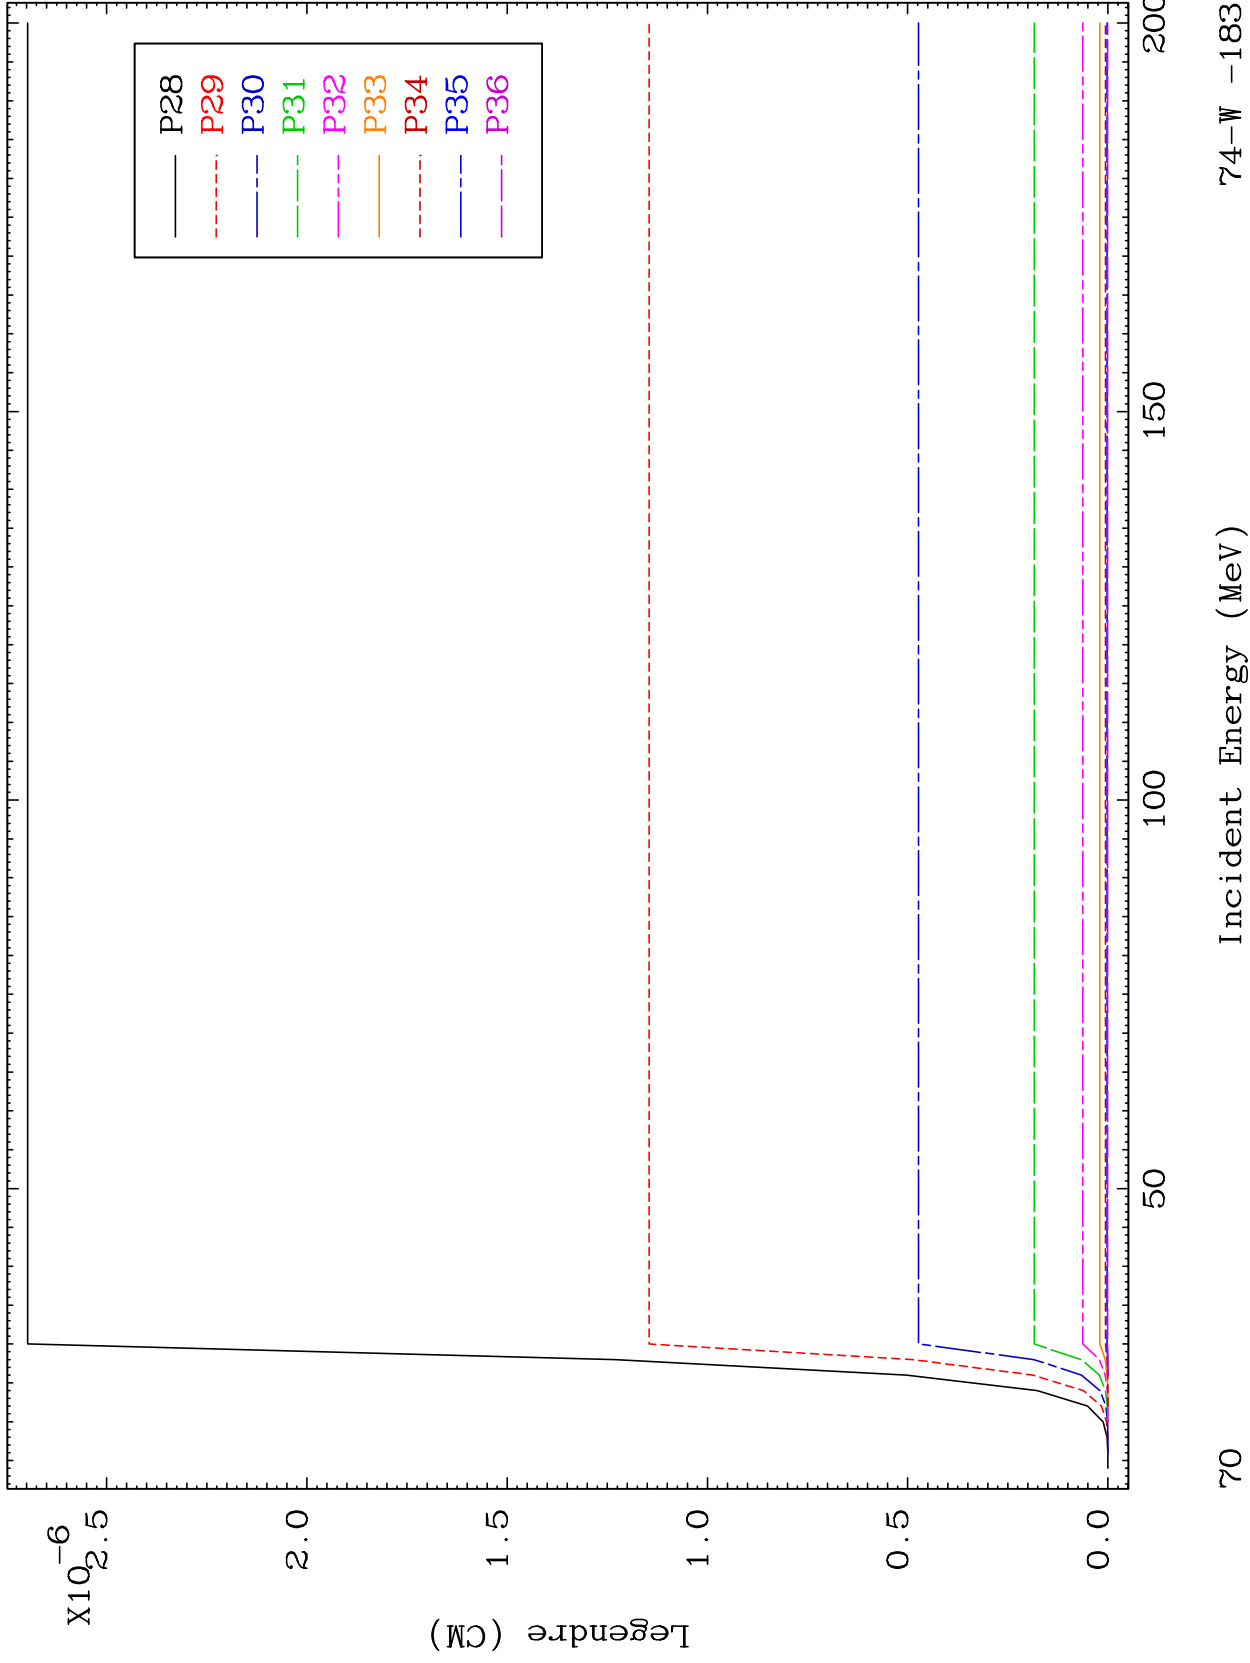 X10-6
2.5
2.0
1.5
1.0
0.5
0.0
Legendre (CM)
P28
P29
P30
P31
P32
P33
P34
P35
P36
50
100
150
200
70
Incident Energy (MeV)
74-W -183